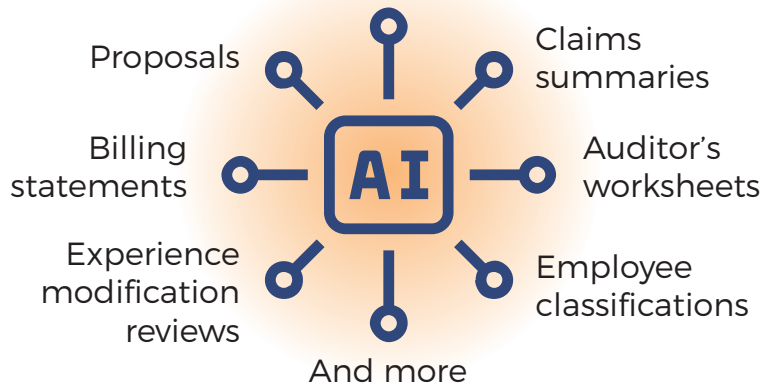 Proposals
Claims
summaries
Billing
statements
AI
Auditor's
worksheets
Experience
modification
reviews
Employee
classifications
And more